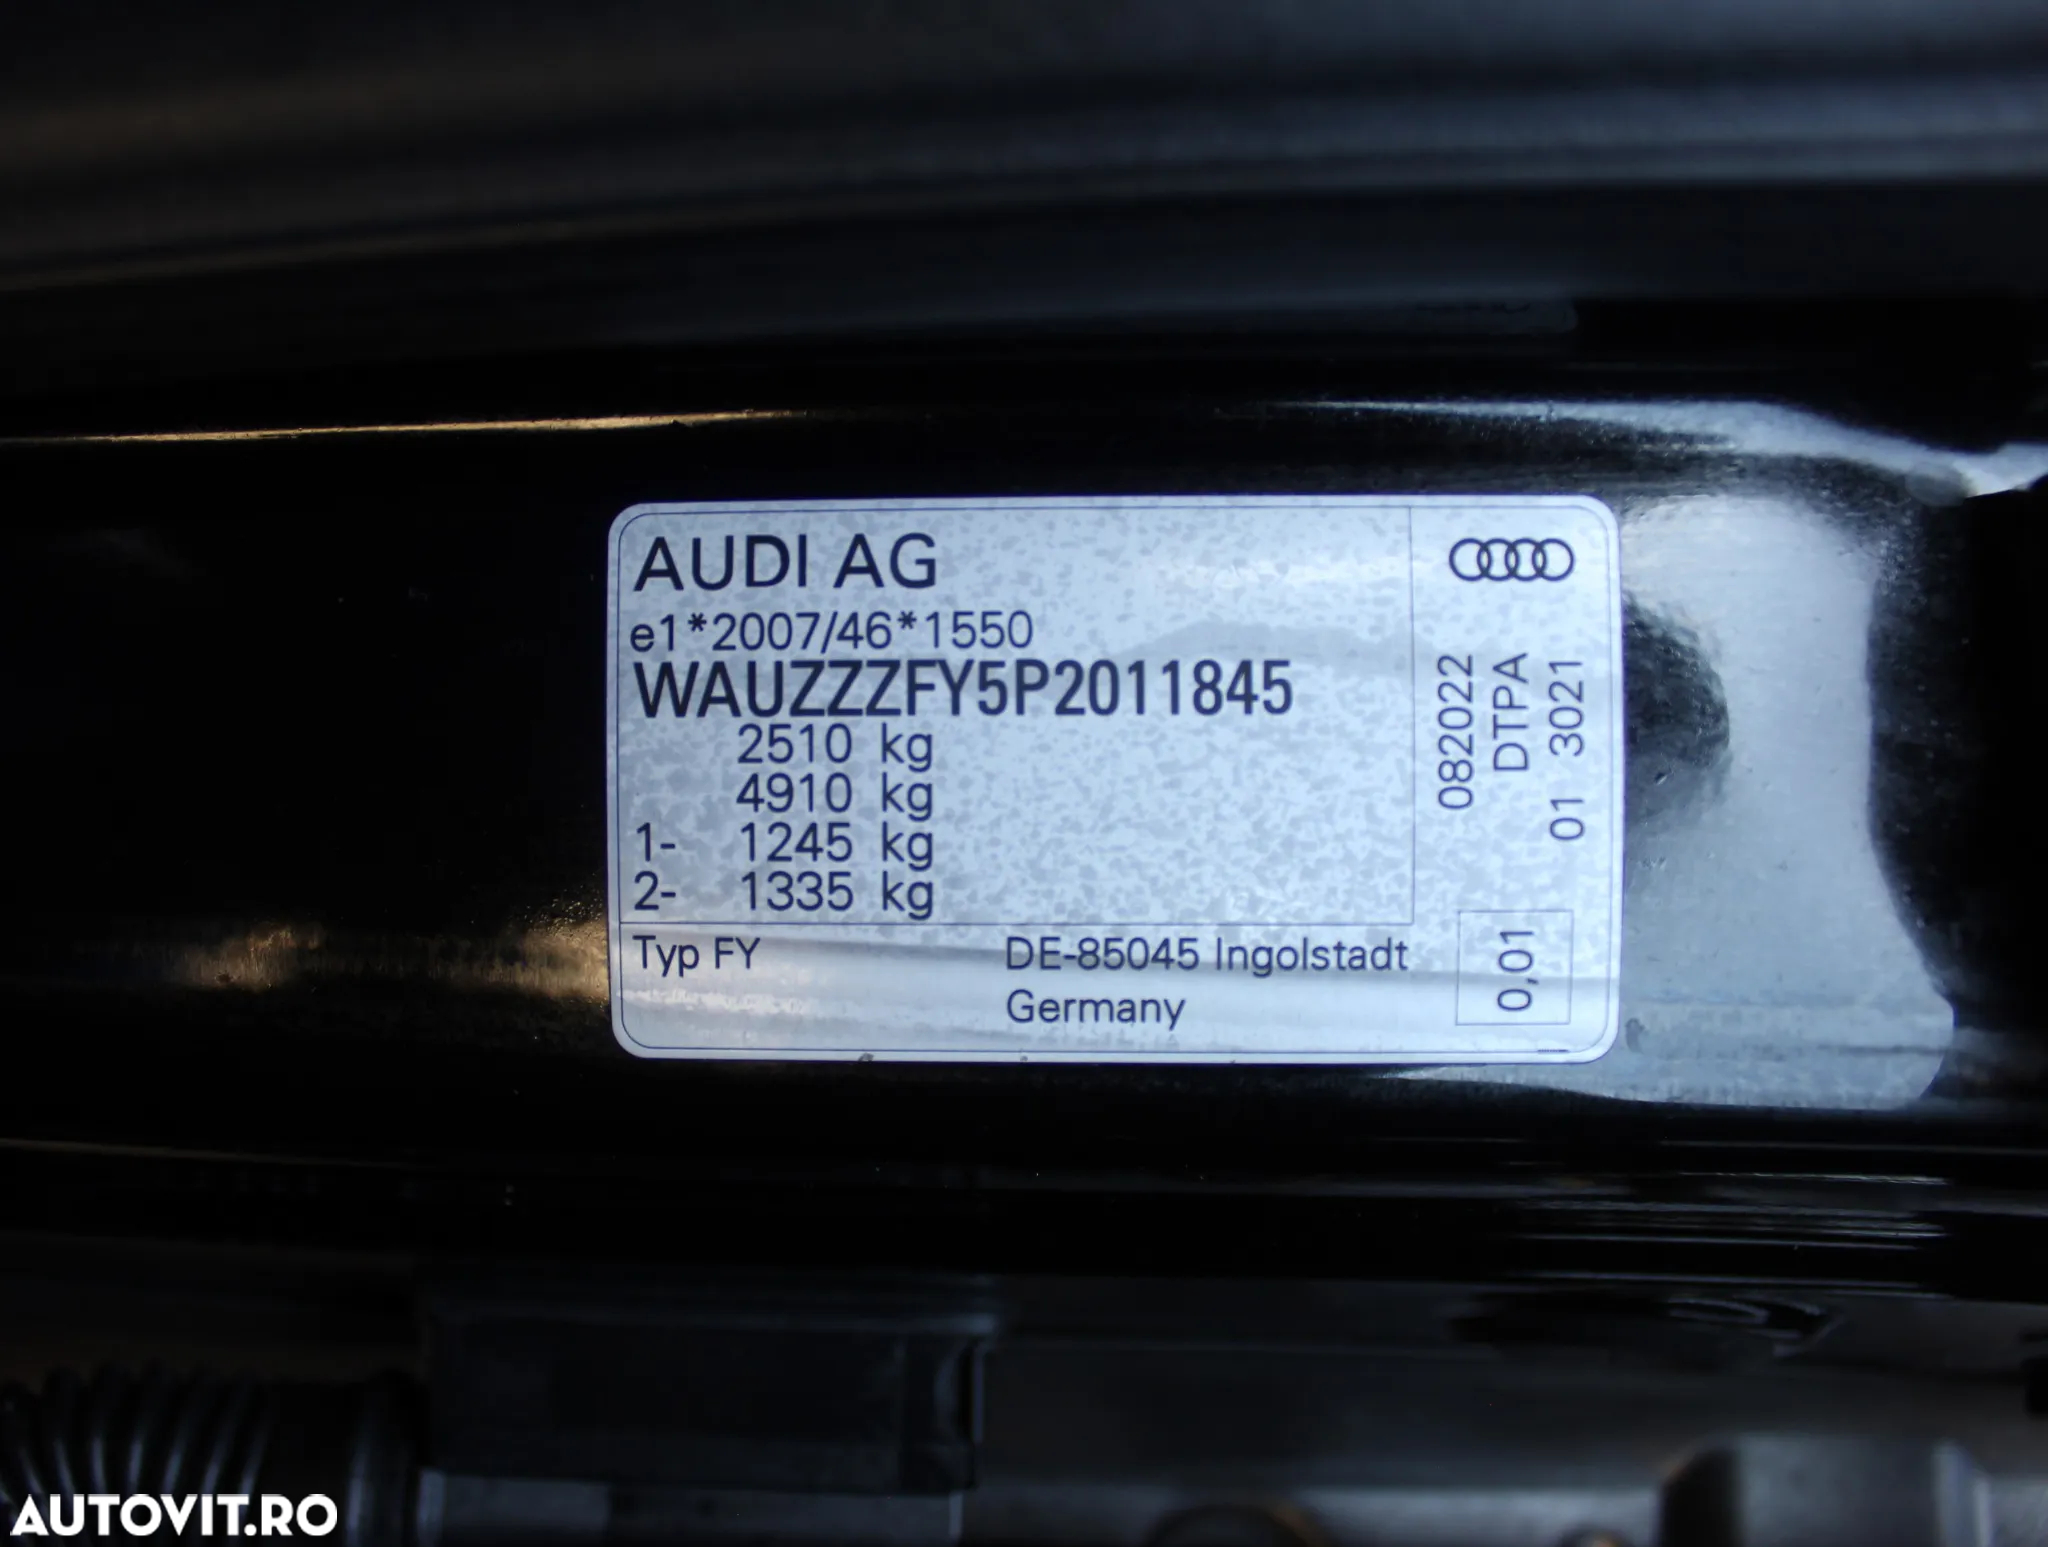 AUDI AG
e1*2007/46*1550
WAUZZZFY5P2011845
2510 kg
4910 kg
1- 1245 kg
2- 1335 kg
Typ FY
DE-85045 Ingolstadt
Germany
082022
DTPA
01 3021
0,01
AUTOVIT.RO